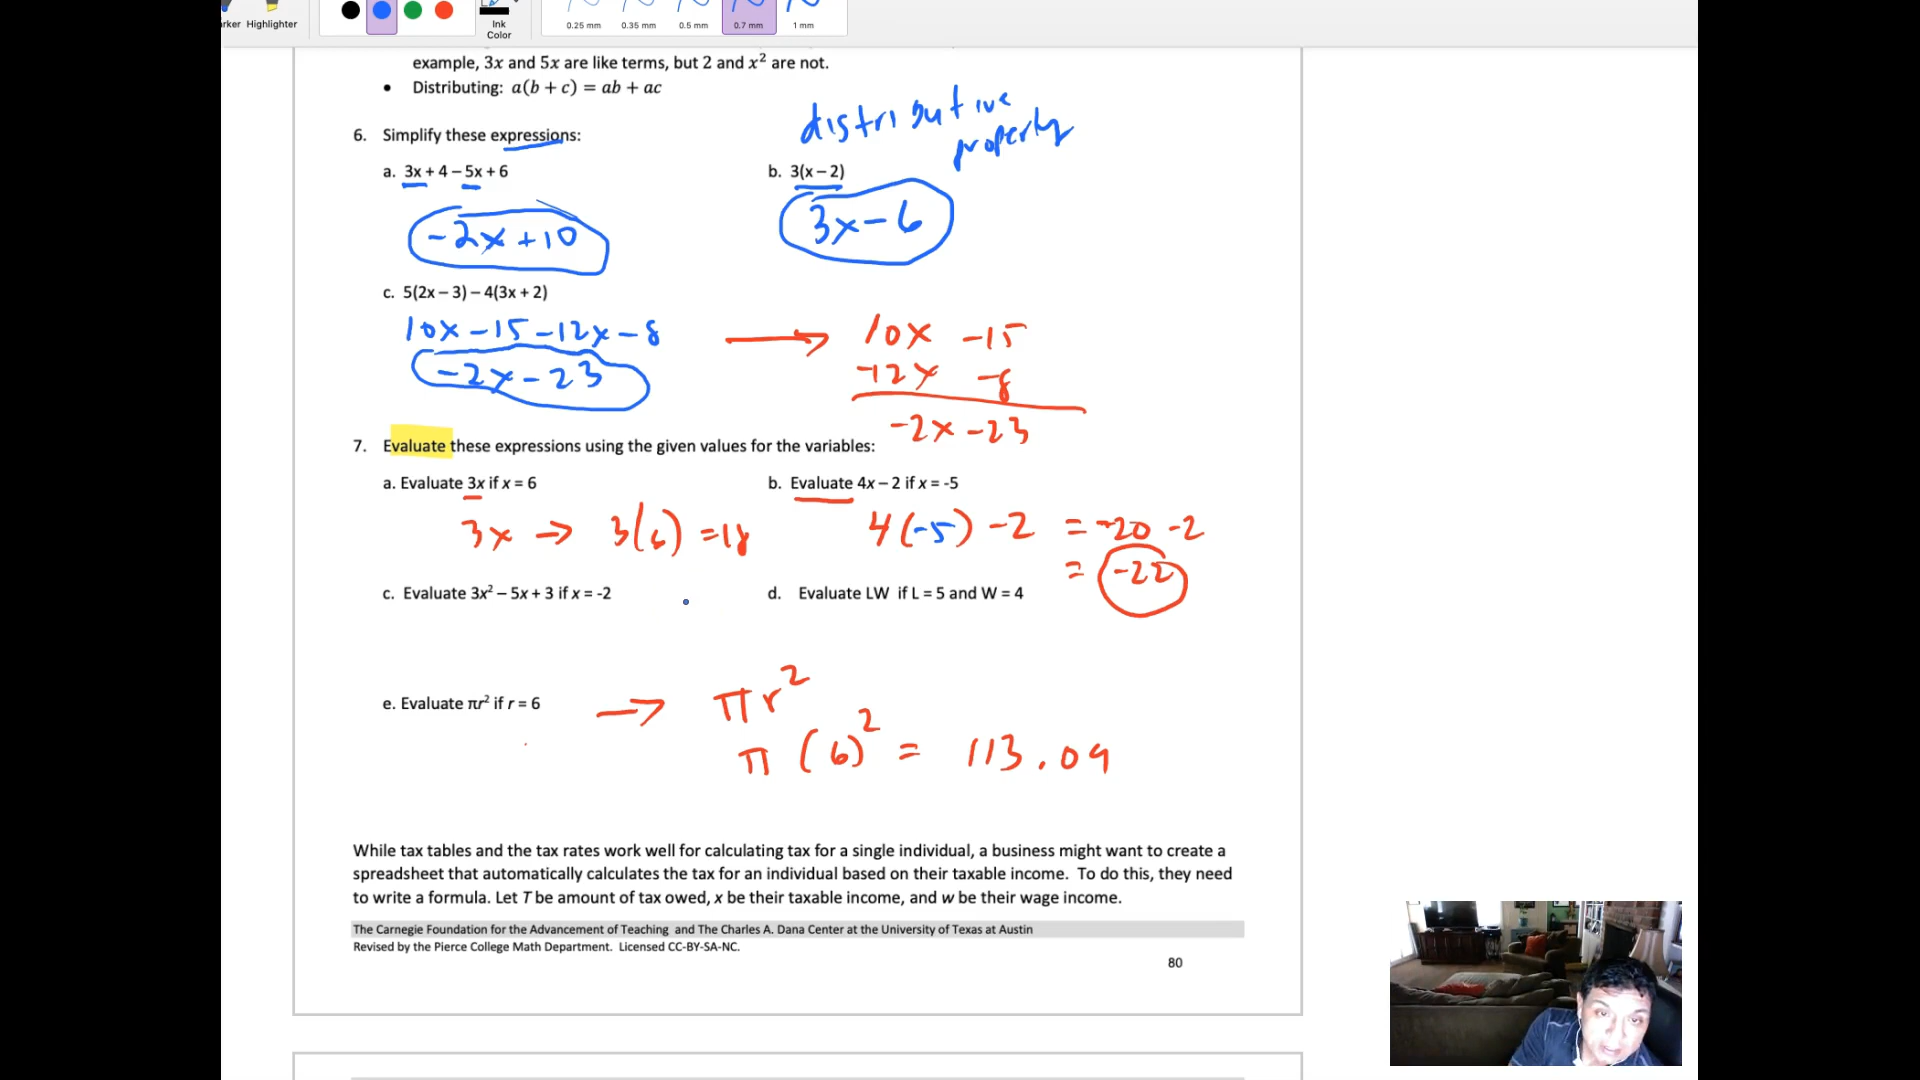 rker Highlighter
Ink
Color
0.25 mm 0.35 mm 0.5 mm 0.7 mm 1 mm
example, 3x and 5x are like terms, but 2 and x² are not.
• Distributing: a(b + c) = ab + ac
distributive
property
6. Simplify these expressions:
a. 3x + 4 – 5x + 6 b. 3(x – 2)
-2x+10 3x-6
c. 5(2x – 3) – 4(3x + 2)
10x -15 -12x -8 → 10x -15
-2x-23 -12x -8
-2x -23
7. Evaluate these expressions using the given values for the variables:
a. Evaluate 3x if x = 6 b. Evaluate 4x – 2 if x = -5
3x → 3(6) =18 4(-5) -2 = -20 -2
= -22
c. Evaluate 3x² – 5x + 3 if x = -2 d. Evaluate LW if L = 5 and W = 4
e. Evaluate πr² if r = 6 → πr²
π (6)² = 113.09
While tax tables and the tax rates work well for calculating tax for a single individual, a business might want to create a
spreadsheet that automatically calculates the tax for an individual based on their taxable income. To do this, they need
to write a formula. Let T be amount of tax owed, x be their taxable income, and w be their wage income.
The Carnegie Foundation for the Advancement of Teaching and The Charles A. Dana Center at the University of Texas at Austin
Revised by the Pierce College Math Department. Licensed CC-BY-SA-NC.
80